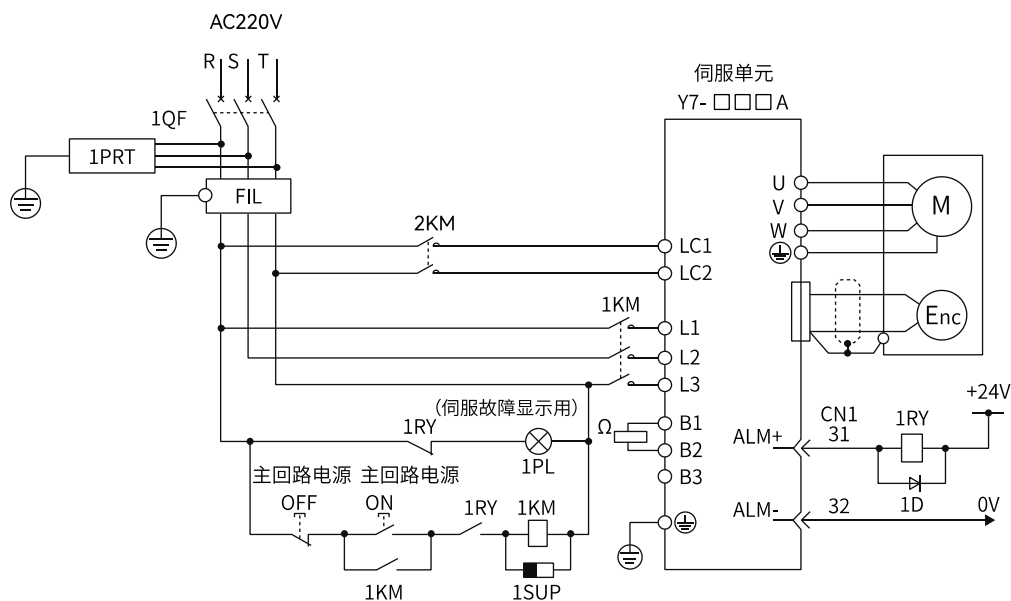 AC220V
R S T
伺服单元
Y7- □□□A
1QF
1PRT
FIL
U
V
W
M
2KM
LC1
LC2
1KM
L1
L2
L3
Enc
(伺服故障显示用)
1RY
1PL
Ω
B1
B2
B3
ALM+
CN1
31
1RY
+24V
1D
ALM-
32
0V
主回路电源 主回路电源
OFF ON
1RY
1KM
1KM
1SUP